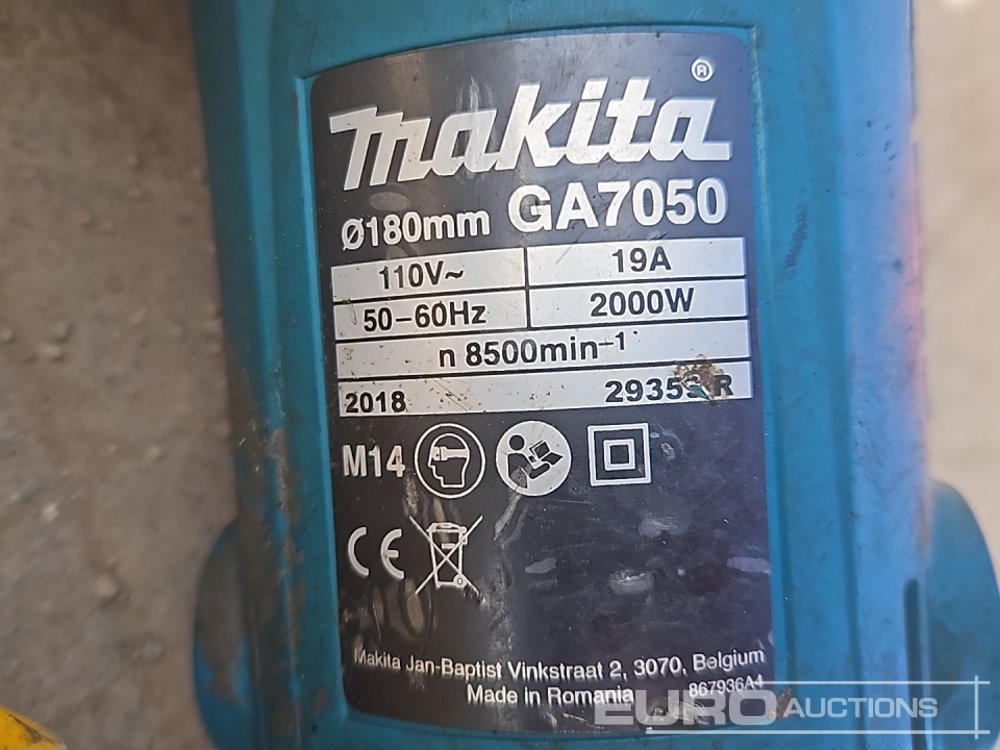 makita®
Ø180mm GA7050
110V~ 19A
50-60Hz 2000W
n 8500min⁻¹
2018 29353 R
M14
CE
Makita Jan-Baptist Vinkstraat 2, 3070, Belgium
Made in Romania 867936A4
EURO AUCTIONS